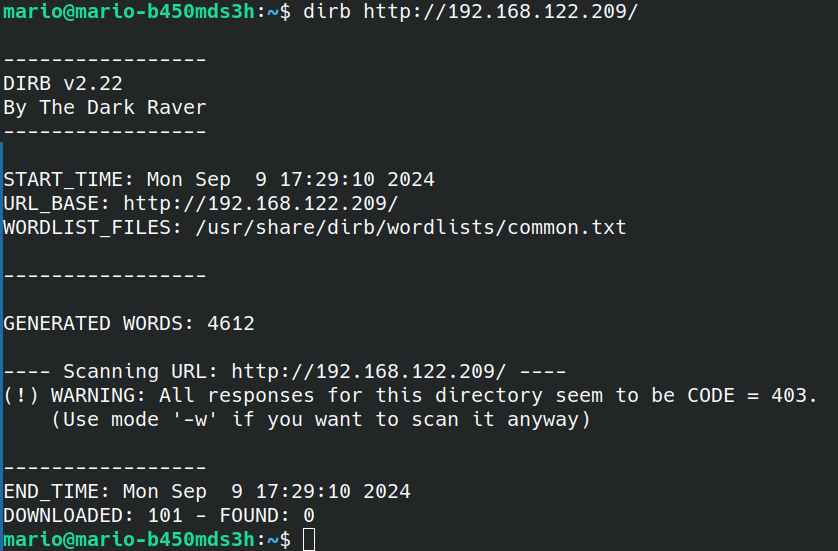 mario@mario-b450mds3h:~$ dirb http://192.168.122.209/
-----------------
DIRB v2.22
By The Dark Raver
-----------------
START_TIME: Mon Sep  9 17:29:10 2024
URL_BASE: http://192.168.122.209/
WORDLIST_FILES: /usr/share/dirb/wordlists/common.txt
-----------------
GENERATED WORDS: 4612
---- Scanning URL: http://192.168.122.209/ ----
(!) WARNING: All responses for this directory seem to be CODE = 403.
    (Use mode '-w' if you want to scan it anyway)
-----------------
END_TIME: Mon Sep  9 17:29:10 2024
DOWNLOADED: 101 - FOUND: 0
mario@mario-b450mds3h:~$